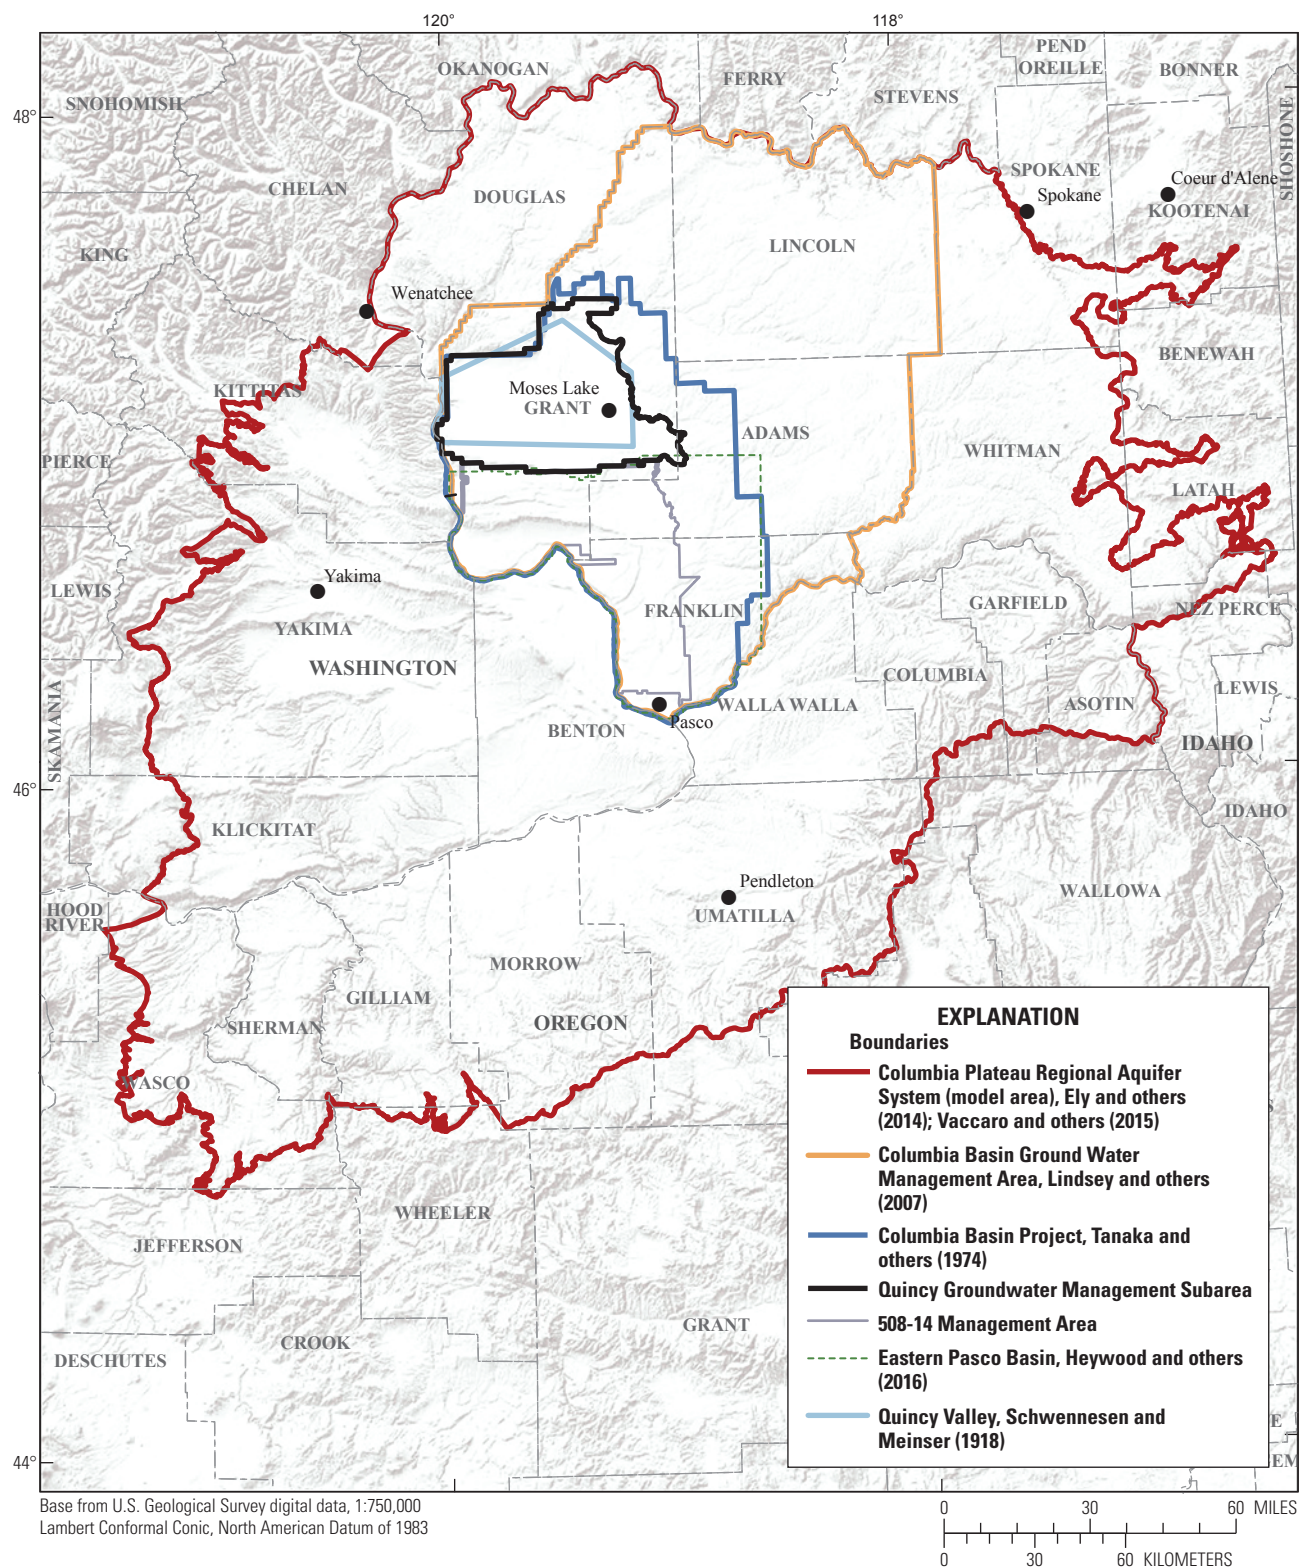 120°
118°
OKANOGAN
FERRY
PEND
OREILLE
BONNER
STEVENS
SNOHOMISH
48°
SHOSHONE
CHELAN
DOUGLAS
SPOKANE
Coeur d'Alene
Spokane
KOOTENAI
KING
LINCOLN
Wenatchee
BENEWAH
KITTITAS
Moses Lake
GRANT
ADAMS
WHITMAN
PIERCE
LATAH
Yakima
LEWIS
GARFIELD
NEZ PERCE
FRANKLIN
YAKIMA
WASHINGTON
COLUMBIA
LEWIS
SKAMANIA
WALLA WALLA
ASOTIN
Pasco
BENTON
IDAHO
46°
IDAHO
KLICKITAT
Pendleton
WALLOWA
HOOD
RIVER
UMATILLA
MORROW
GILLIAM
SHERMAN
OREGON
WASCO
WHEELER
JEFFERSON
GRANT
CROOK
DESCHUTES
44°
EXPLANATION
Boundaries
Columbia Plateau Regional Aquifer
System (model area), Ely and others
(2014); Vaccaro and others (2015)
Columbia Basin Ground Water
Management Area, Lindsey and others
(2007)
Columbia Basin Project, Tanaka and
others (1974)
Quincy Groundwater Management Subarea
508-14 Management Area
Eastern Pasco Basin, Heywood and others
(2016)
Quincy Valley, Schwennesen and
Meinser (1918)
Base from U.S. Geological Survey digital data, 1:750,000
Lambert Conformal Conic, North American Datum of 1983
0 30 60 MILES
0 30 60 KILOMETERS